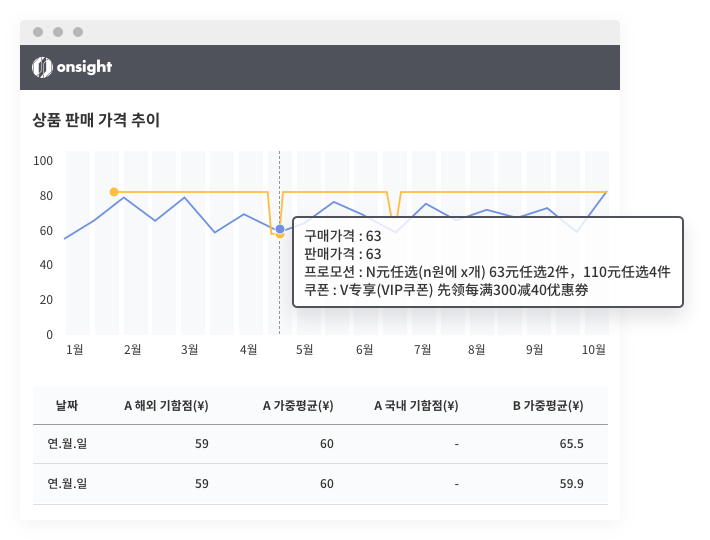 onsight
상품 판매 가격 추이
100
80
60
40
20
0
1월 2월 3월 4월 5월 6월 7월 8월 9월 10월
구매가격 : 63
판매가격 : 63
프로모션 : N元任选(n원에 x개) 63元任选2件，110元任选4件
쿠폰 : V专享(VIP쿠폰) 先领每满300减40优惠券
날짜 A 해외 기함점(¥) A 가중평균(¥) A 국내 기함점(¥) B 가중평균(¥)
연.월.일 59 60 - 65.5
연.월.일 59 60 - 59.9